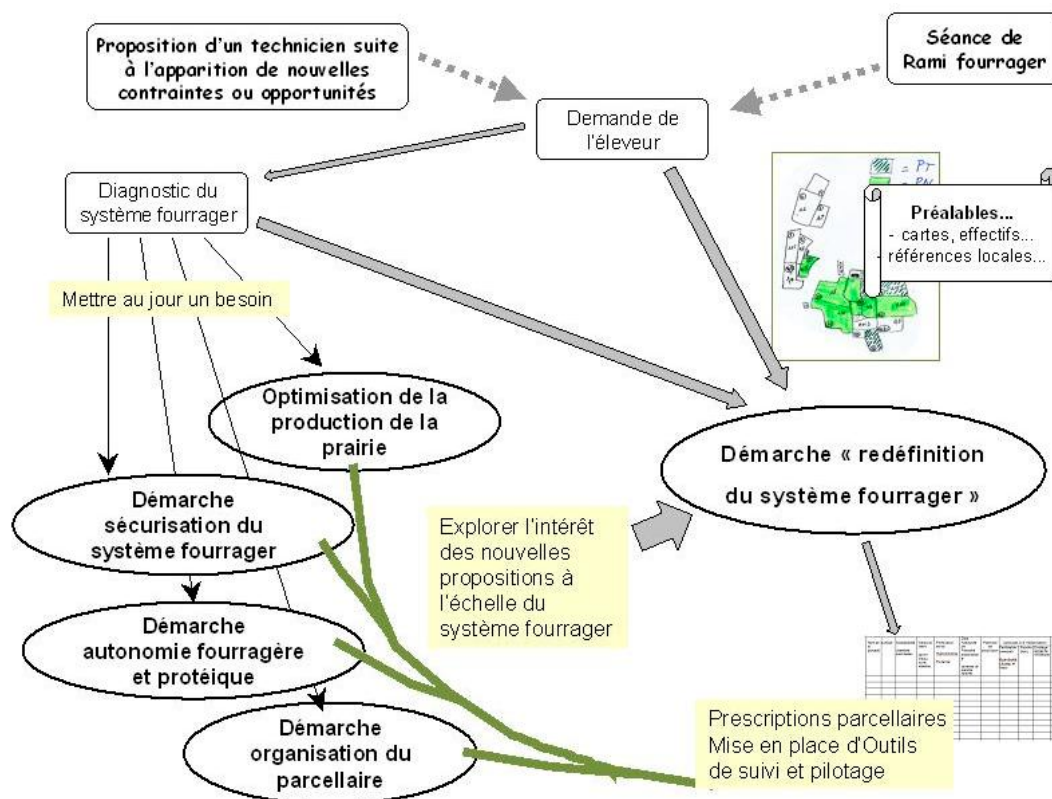 Proposition d'un technicien suite
à l'apparition de nouvelles
contraintes ou opportunités
Séance de
Rami fourrager
Demande de
l'éleveur
Diagnostic du
système fourrager
= PT
Préalables...
- cartes, effectifs...
- références locales...
Mettre au jour un besoin
Optimisation de la
production de la
prairie
Démarche « redéfinition
du système fourrager »
Démarche
sécurisation du
système fourrager
Explorer l'intérêt
des nouvelles
propositions à
l'échelle du
système fourrager
Démarche
autonomie fourragère
et protéique
Démarche
organisation du
parcellaire
Prescriptions parcellaires
Mise en place d'Outils
de suivi et pilotage